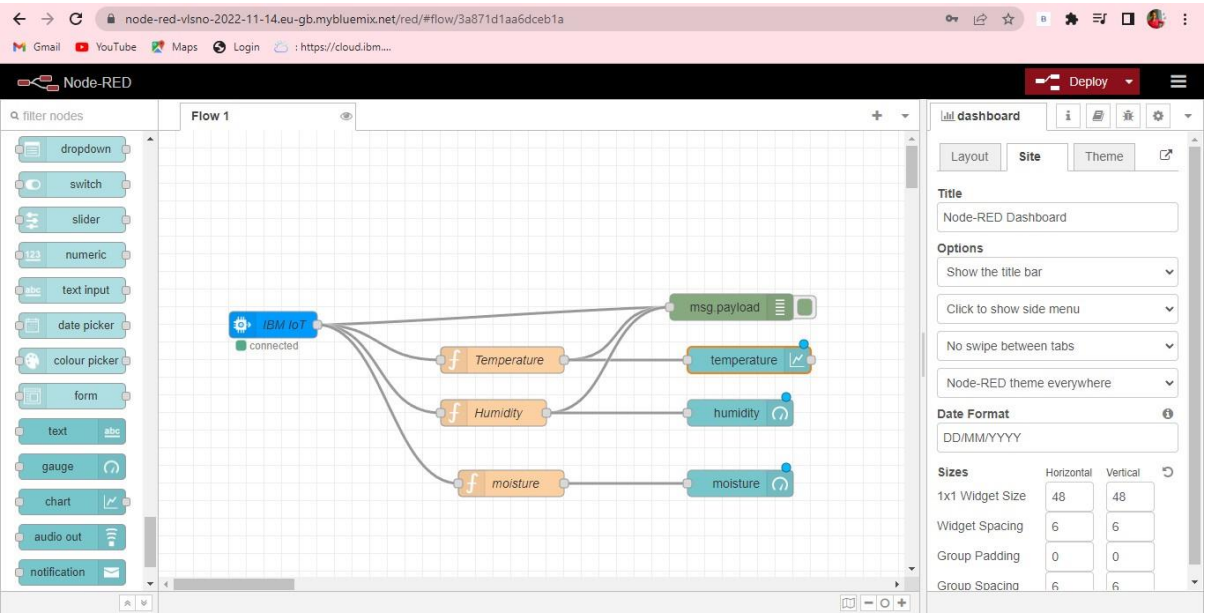 node-red-vlsno-2022-11-14.eu-gb.mybluemix.net/red/#flow/3a871d1aa6dceb1a
B
Gmail YouTube Maps Login : https://cloud.ibm....
Node-RED
Deploy
filter nodes
Flow 1
dashboard
i
dropdown
switch
slider
123 numeric
abc text input
date picker
colour picker
form
text abc
gauge
chart
audio out
notification
IBM IoT
connected
msg.payload
f Temperature
temperature
f Humidity
humidity
f moisture
moisture
Layout Site Theme
Title
Node-RED Dashboard
Options
Show the title bar
Click to show side menu
No swipe between tabs
Node-RED theme everywhere
Date Format
DD/MM/YYYY
Sizes Horizontal Vertical
1x1 Widget Size 48 48
Widget Spacing 6 6
Group Padding 0 0
Group Spacing 6 6